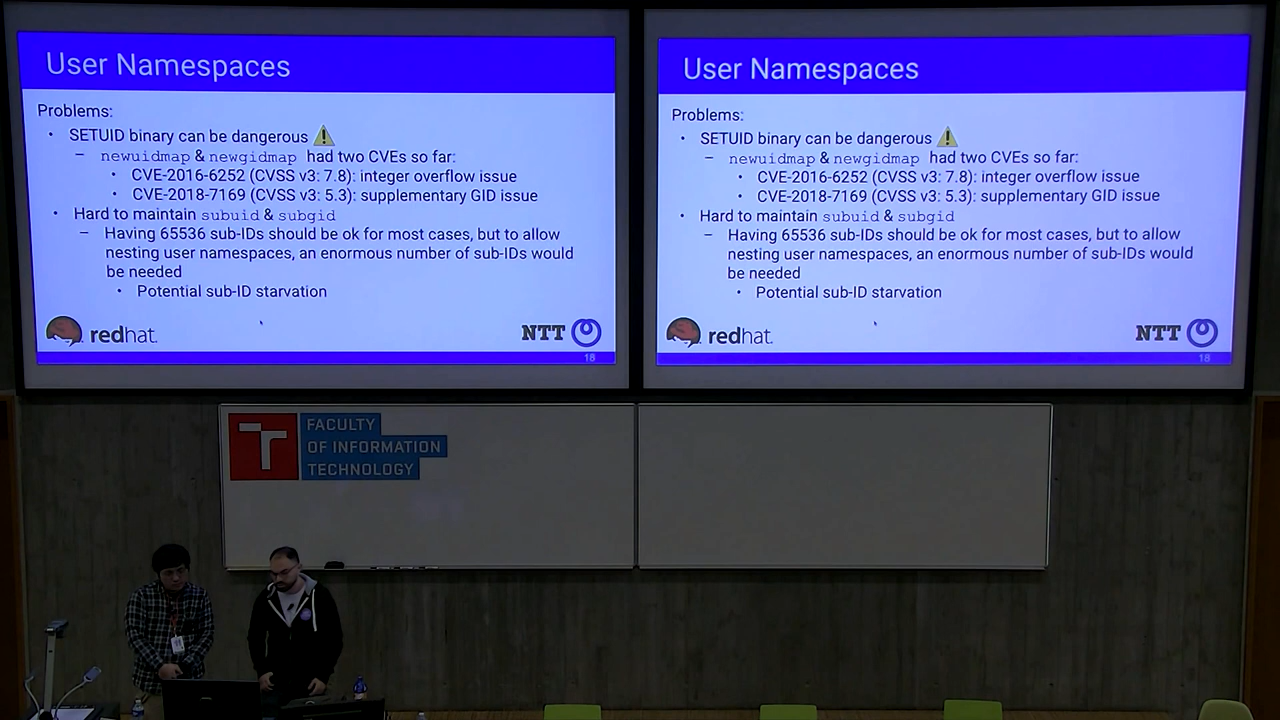 User Namespaces
Problems:
• SETUID binary can be dangerous
– newuidmap & newgidmap had two CVEs so far:
• CVE-2016-6252 (CVSS v3: 7.8): integer overflow issue
• CVE-2018-7169 (CVSS v3: 5.3): supplementary GID issue
• Hard to maintain subuid & subgid
– Having 65536 sub-IDs should be ok for most cases, but to allow
nesting user namespaces, an enormous number of sub-IDs would
be needed
• Potential sub-ID starvation
redhat.
NTT
18
User Namespaces
Problems:
• SETUID binary can be dangerous
– newuidmap & newgidmap had two CVEs so far:
• CVE-2016-6252 (CVSS v3: 7.8): integer overflow issue
• CVE-2018-7169 (CVSS v3: 5.3): supplementary GID issue
• Hard to maintain subuid & subgid
– Having 65536 sub-IDs should be ok for most cases, but to allow
nesting user namespaces, an enormous number of sub-IDs would
be needed
• Potential sub-ID starvation
redhat.
NTT
18
T
FACULTY
OF INFORMATION
TECHNOLOGY